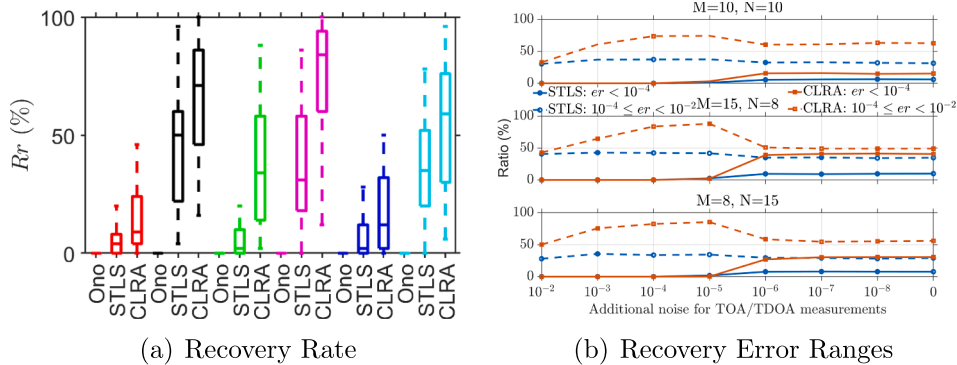 100
50
0
Rr (%)
Ono STLS CLRA Ono STLS CLRA Ono STLS CLRA Ono STLS CLRA Ono STLS CLRA Ono STLS CLRA
(a) Recovery Rate
M=10, N=10
100
50
0
STLS: er < 10⁻⁴ CLRA: er < 10⁻⁴
STLS: 10⁻⁴ ≤ er < 10⁻² CLRA: 10⁻⁴ ≤ er < 10⁻²
M=15, N=8
100
50
0
Ratio (%)
M=8, N=15
100
50
0
10⁻² 10⁻³ 10⁻⁴ 10⁻⁵ 10⁻⁶ 10⁻⁷ 10⁻⁸ 0
Additional noise for TOA/TDOA measurements
(b) Recovery Error Ranges